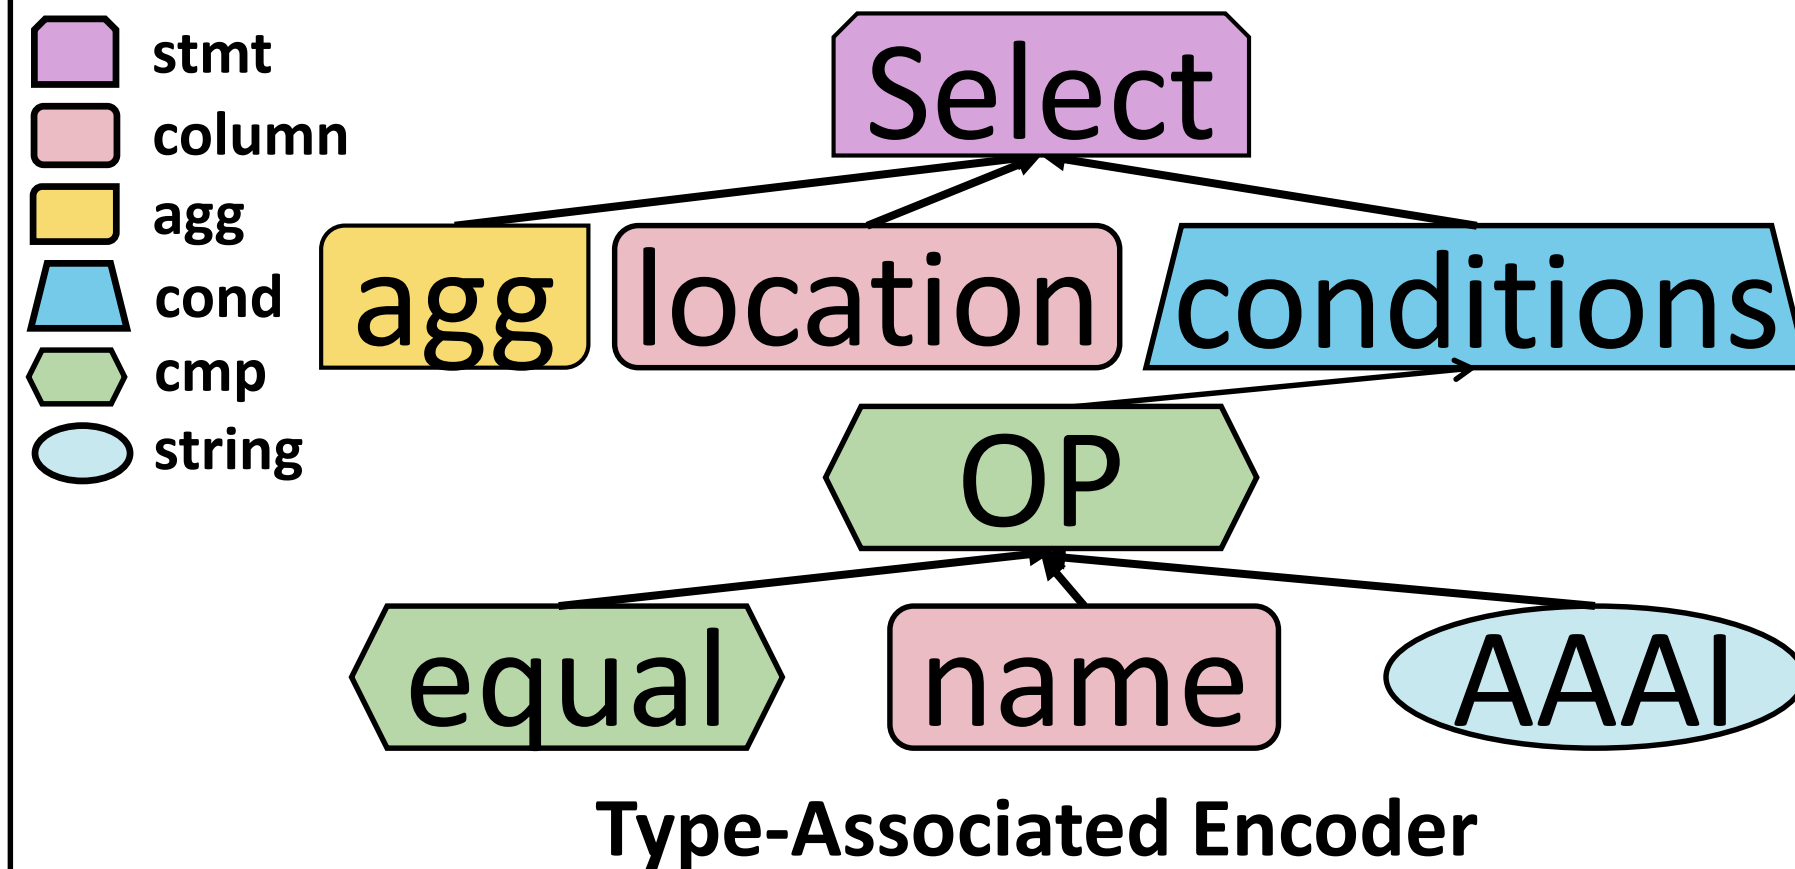 stmt
column
agg
cond
cmp
string
Select
agg location conditions
OP
equal name AAAI
Type-Associated Encoder